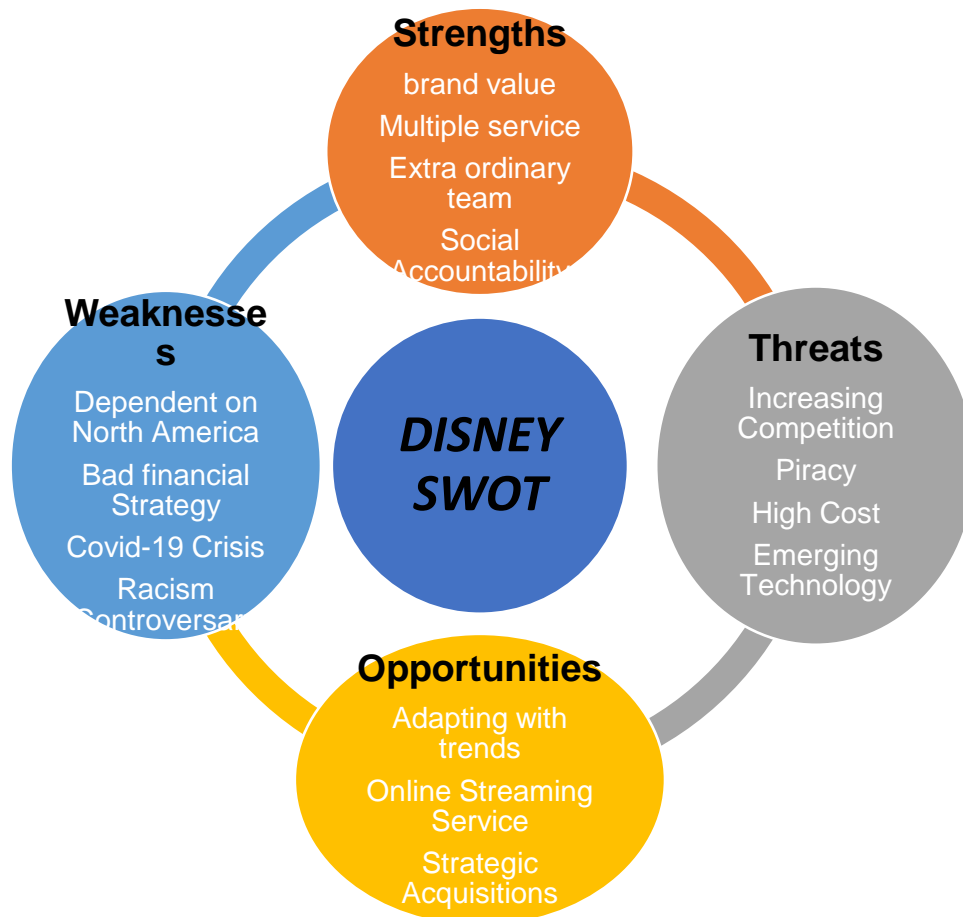 Strengths
brand value
Multiple service
Extra ordinary
team
Social
Accountability
Weaknesse
s
Dependent on
North America
Bad financial
Strategy
Covid-19 Crisis
Racism
DISNEY
SWOT
Threats
Increasing
Competition
Piracy
High Cost
Emerging
Technology
Opportunities
Adapting with
trends
Online Streaming
Service
Strategic
Acquisitions